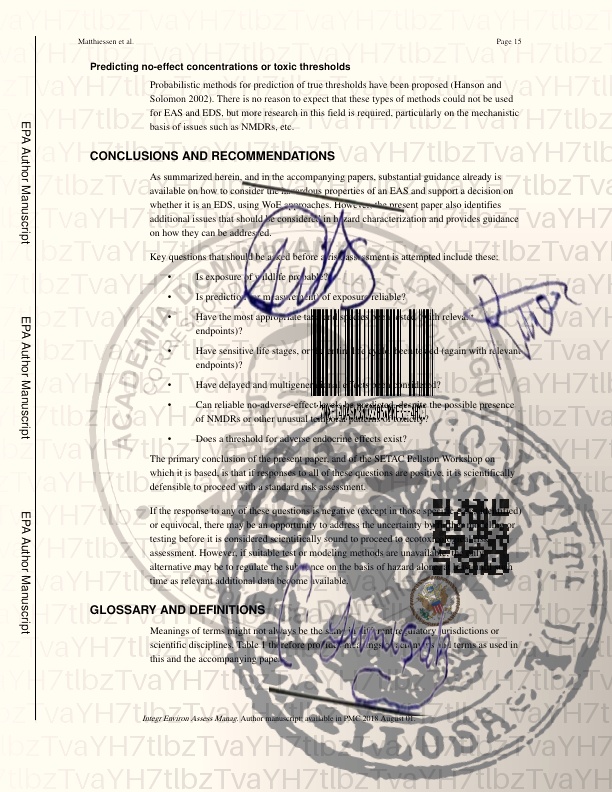 Matthaessen et al.
Page 15
Predicting no-effect concentrations or toxic thresholds
Probabilistic methods for prediction of true thresholds have been proposed (Hanson and
Solomon 2002). There is no reason to expect that these types of methods could not be used
for EAS and EDS, but more research in this field is required, particularly on the mechanistic
basis of issues such as NMDRs, etc.
CONCLUSIONS AND RECOMMENDATIONS
As summarized herein, and in the accompanying papers, substantial guidance already is
available on how to consider the hazardous properties of an EAS and support a decision on
whether it is an EDS, using WoE approaches. However, the present paper also identifies
additional issues that should be considered in hazard characterization and provides guidance
on how they can be addressed.
Key questions that should be asked before a risk assessment is attempted include these:
• Is exposure of wildlife probable?
• Is prediction or measurement of exposure reliable?
• Have the most appropriate taxa and species been tested (with relevant
endpoints)?
• Have sensitive life stages, or the entire life cycle, been tested (again with relevant
endpoints)?
• Have delayed and multigenerational effects been considered?
• Can reliable no-adverse-effect levels be predicted, despite the possible presence
of NMDRs or other unusual temporal patterns of toxicity?
• Does a threshold for adverse endocrine effects exist?
The primary conclusion of the present paper, and of the SETAC Pellston Workshop on
which it is based, is that if responses to all of these questions are positive, it is scientifically
defensible to proceed with a standard risk assessment.
If the response to any of these questions is negative (except in those
or equivocal, there may be an opportunity to address the uncertainty by or
testing before it is considered scientifically sound to proceed to
assessment. However, if suitable test or modeling methods are unavailable,
alternative may be to regulate the substance on the basis of hazard alone
time as relevant additional data become available.
GLOSSARY AND DEFINITIONS
Meanings of terms might not always be the same in different regulatory jurisdictions or
scientific disciplines. Table 1 therefore provides meanings terms as used in
this and the accompanying papers.
Integr Environ Assess Manag. Author manuscript; available in PMC 2018 August 01.
EPA Author Manuscript
EPA Author Manuscript
EPA Author Manuscript